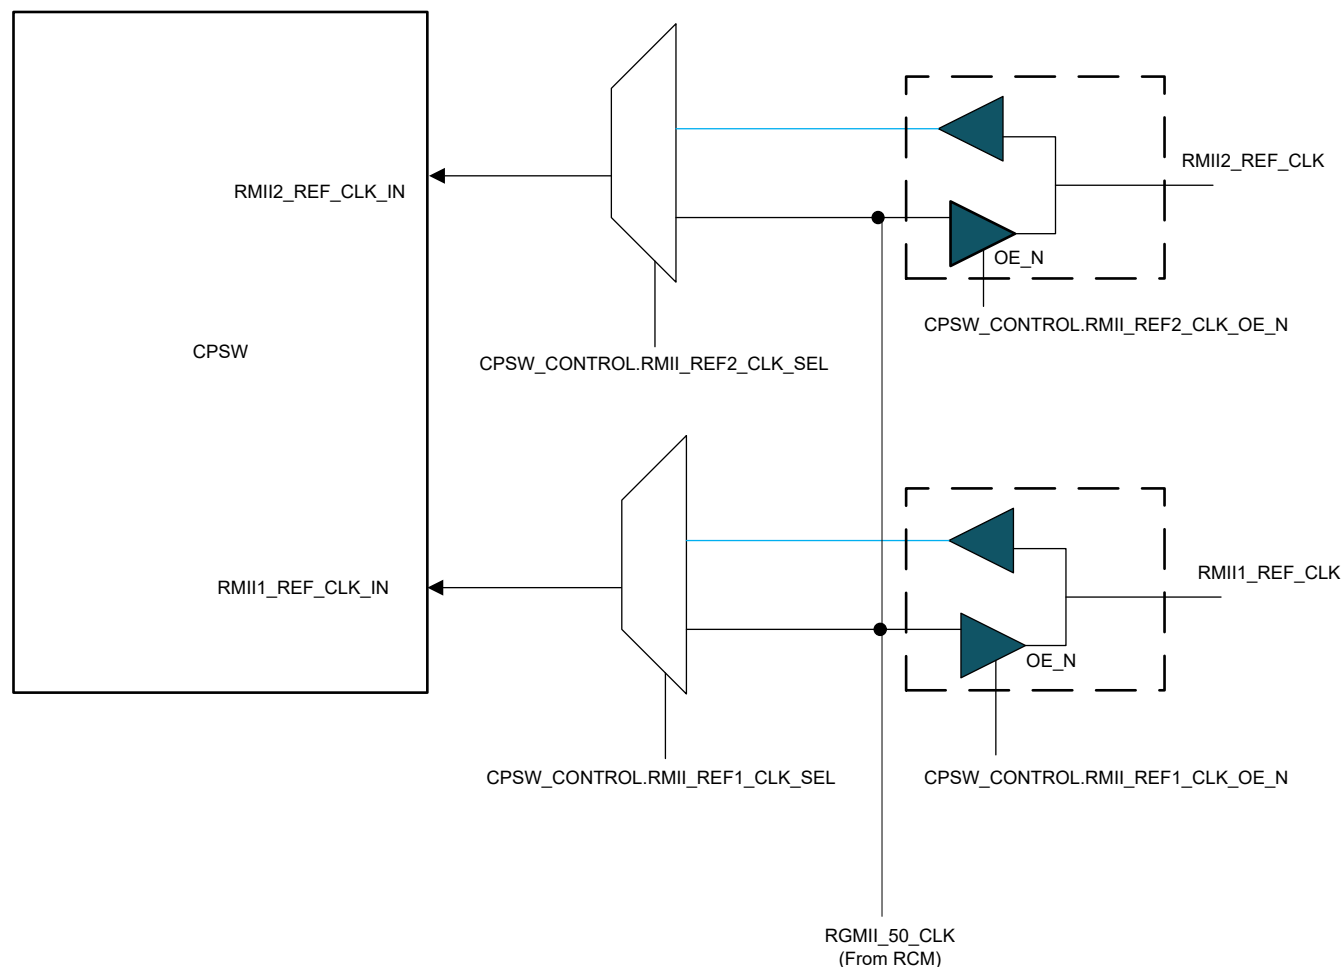 RMII2_REF_CLK
RMII2_REF_CLK_IN
OE_N
CPSW_CONTROL.RMII_REF2_CLK_OE_N
CPSW
CPSW_CONTROL.RMII_REF2_CLK_SEL
RMII1_REF_CLK
RMII1_REF_CLK_IN
OE_N
CPSW_CONTROL.RMII_REF1_CLK_SEL
CPSW_CONTROL.RMII_REF1_CLK_OE_N
RGMII_50_CLK
(From RCM)